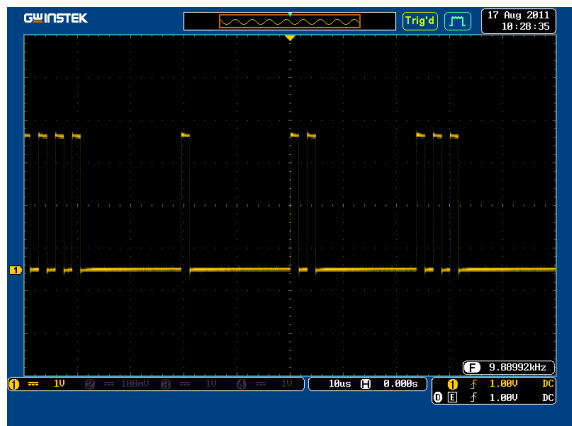 GWINSTEK
Trig'd
17 Aug 2011
10:28:35
1
F 9.88992kHz
1 1V 2 100mV 3 1V 4 1V
10us H 0.000s
1 1.00V DC
D E 1.00V DC